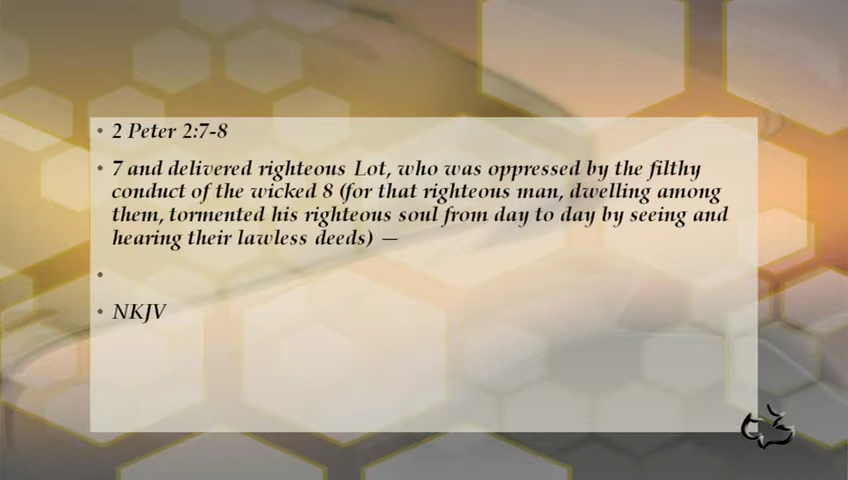 • 2 Peter 2:7-8
• 7 and delivered righteous Lot, who was oppressed by the filthy
conduct of the wicked 8 (for that righteous man, dwelling among
them, tormented his righteous soul from day to day by seeing and
hearing their lawless deeds) —
•
• NKJV